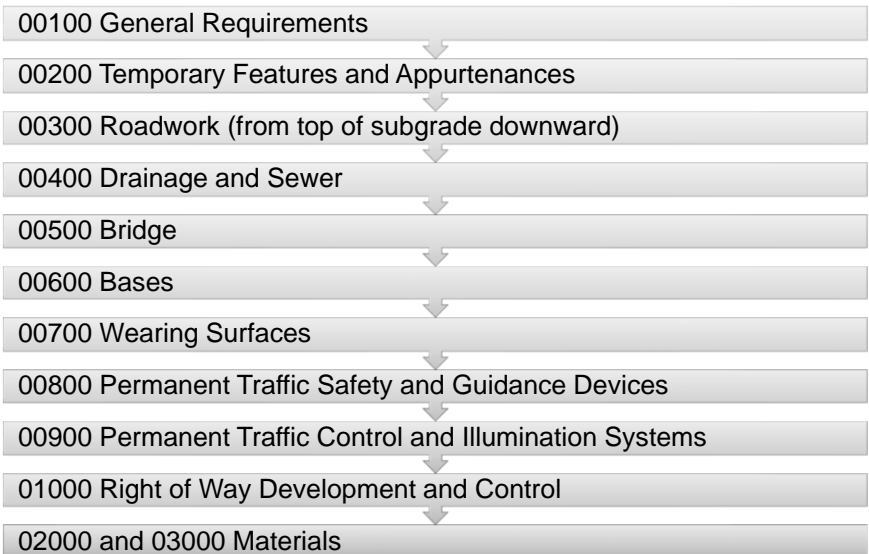 00100 General Requirements
00200 Temporary Features and Appurtenances
00300 Roadwork (from top of subgrade downward)
00400 Drainage and Sewer
00500 Bridge
00600 Bases
00700 Wearing Surfaces
00800 Permanent Traffic Safety and Guidance Devices
00900 Permanent Traffic Control and Illumination Systems
01000 Right of Way Development and Control
02000 and 03000 Materials